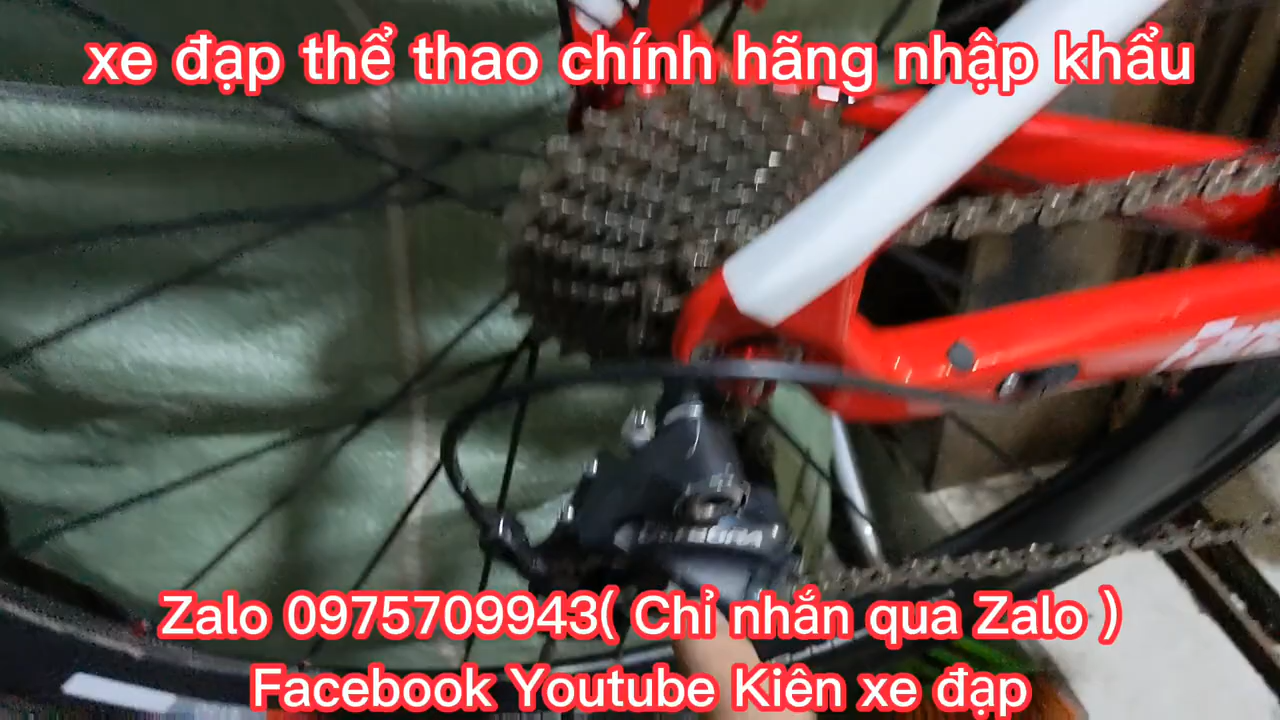 xe đạp thể thao chính hãng nhập khẩu
Zalo 0975709943( Chỉ nhắn qua Zalo )
Facebook Youtube Kiên xe đạp